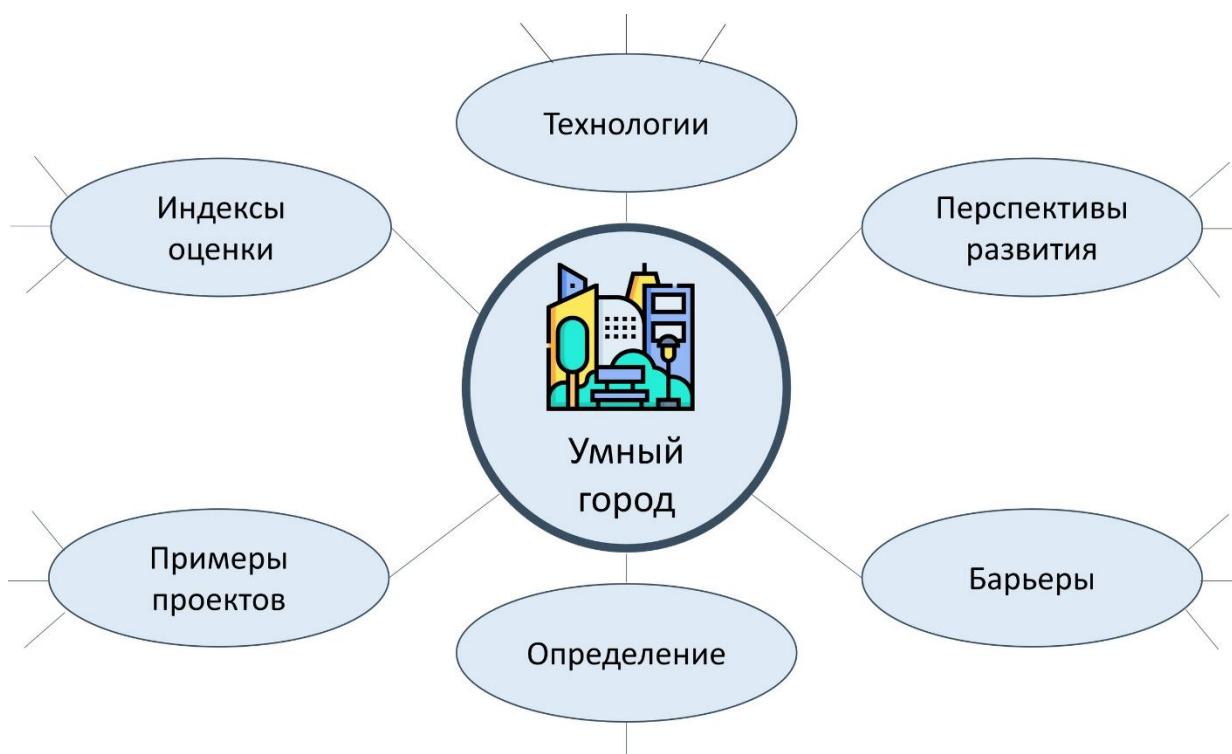 Технологии
Индексы
оценки
Перспективы
развития
Умный
город
Примеры
проектов
Барьеры
Определение